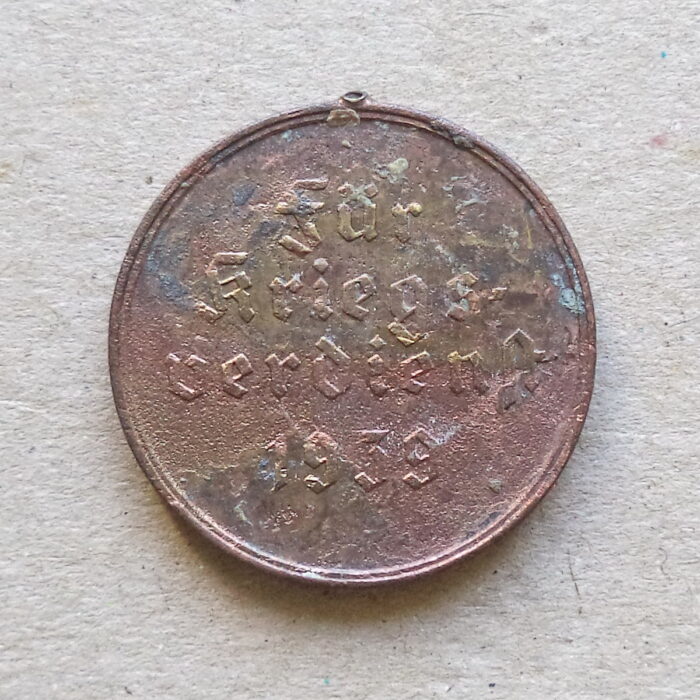 Für
Kriegs-
verdienst
1939